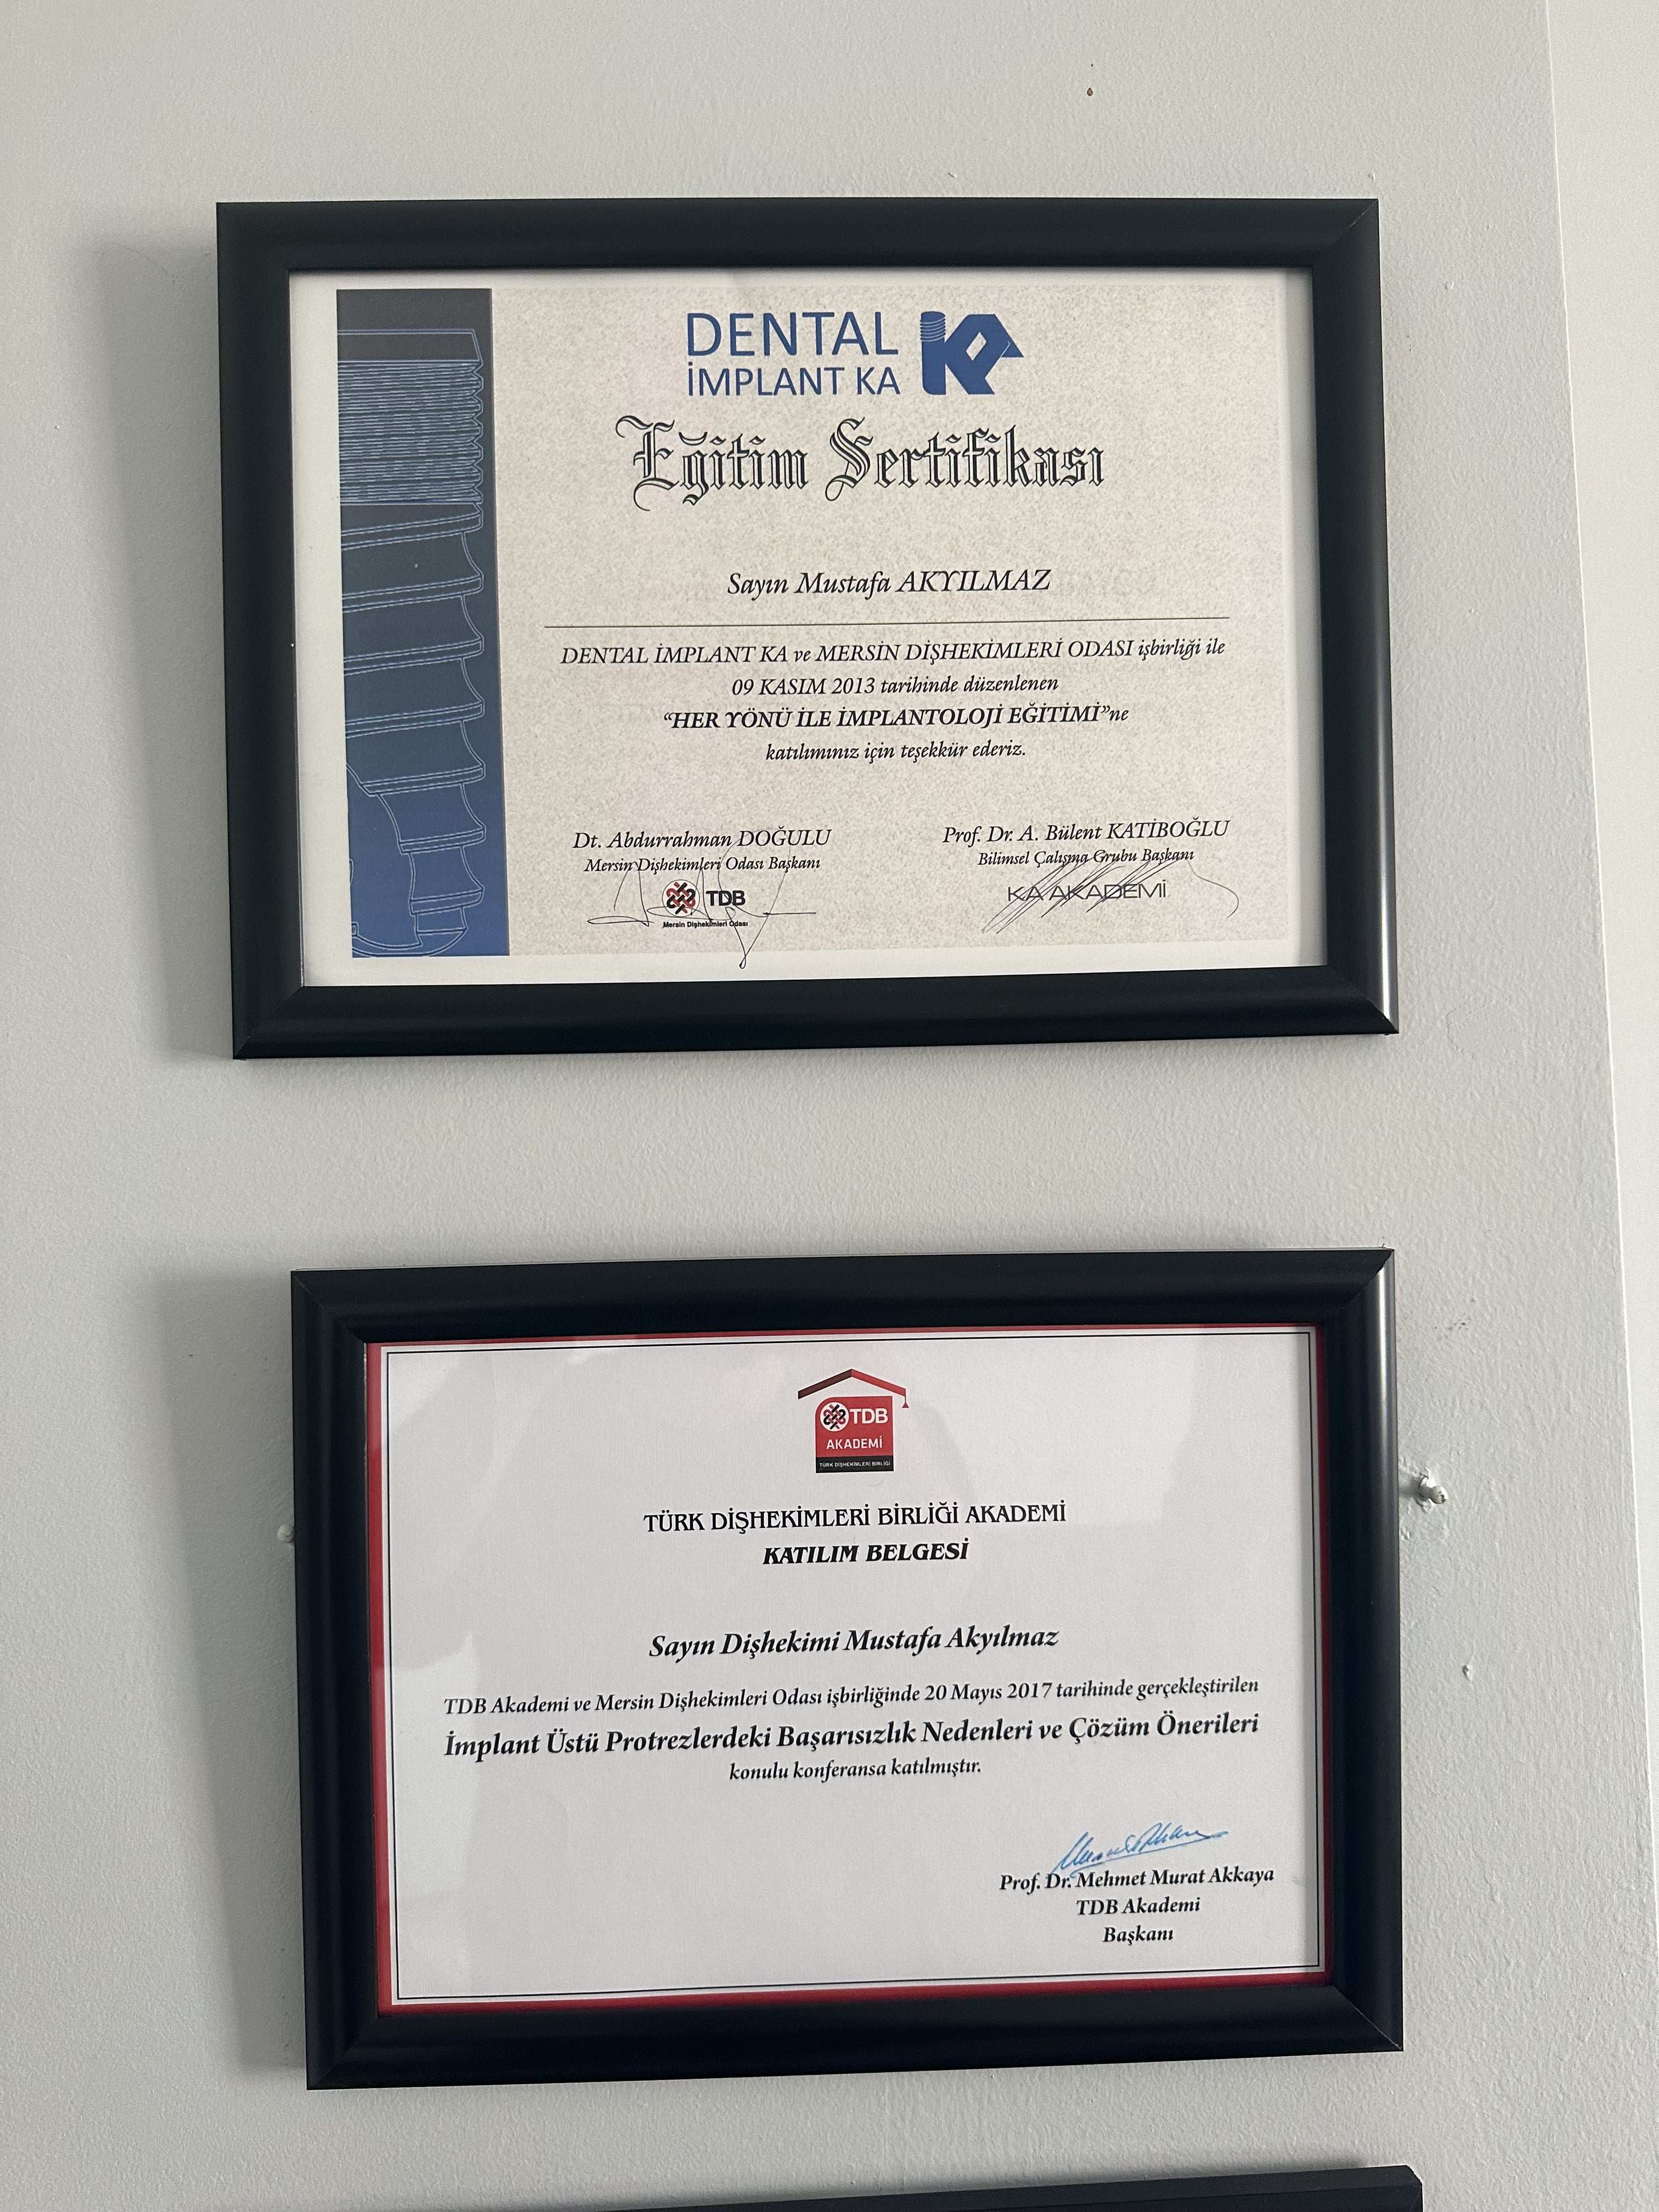 DENTAL
İMPLANT KA
Eğitim Sertifikası
Sayın Mustafa AKYILMAZ
DENTAL İMPLANT KA ve MERSİN DİŞHEKİMLERİ ODASI işbirliği ile
09 KASIM 2013 tarihinde düzenlenen
“HER YÖNÜ İLE İMPLANTOLOJİ EĞİTİMİ”ne
katılımınız için teşekkür ederiz.
Dt. Abdurrahman DOĞULU
Mersin Dişhekimleri Odası Başkanı
TDB
Mersin Dişhekimleri Odası
Prof. Dr. A. Bülent KATİBOĞLU
Bilimsel Çalışma Grubu Başkanı
KA AKADEMİ
TDB
AKADEMİ
TÜRK DİŞHEKİMLERİ BİRLİĞİ
TÜRK DİŞHEKİMLERİ BİRLİĞİ AKADEMİ
KATILIM BELGESİ
Sayın Dişhekimi Mustafa Akyılmaz
TDB Akademi ve Mersin Dişhekimleri Odası işbirliğinde 20 Mayıs 2017 tarihinde gerçekleştirilen
İmplant Üstü Protrezlerdeki Başarısızlık Nedenleri ve Çözüm Önerileri
konulu konferansa katılmıştır.
Prof. Dr. Mehmet Murat Akkaya
TDB Akademi
Başkanı